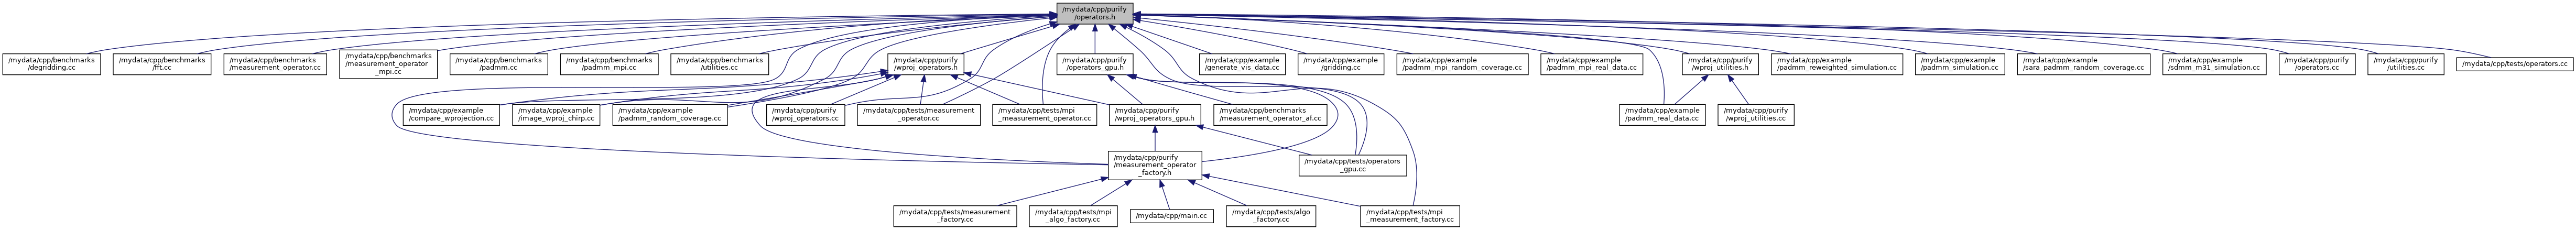 /mydata/cpp/purify
/operators.h
/mydata/cpp/benchmarks
/degridding.cc
/mydata/cpp/benchmarks
/fft.cc
/mydata/cpp/benchmarks
/measurement_operator.cc
/mydata/cpp/benchmarks
/measurement_operator
_mpi.cc
/mydata/cpp/benchmarks
/padmm.cc
/mydata/cpp/benchmarks
/padmm_mpi.cc
/mydata/cpp/benchmarks
/utilities.cc
/mydata/cpp/purify
/wproj_operators.h
/mydata/cpp/purify
/operators_gpu.h
/mydata/cpp/example
/generate_vis_data.cc
/mydata/cpp/example
/gridding.cc
/mydata/cpp/example
/padmm_mpi_random_coverage.cc
/mydata/cpp/example
/padmm_mpi_real_data.cc
/mydata/cpp/purify
/wproj_utilities.h
/mydata/cpp/example
/padmm_reweighted_simulation.cc
/mydata/cpp/example
/padmm_simulation.cc
/mydata/cpp/example
/sara_padmm_random_coverage.cc
/mydata/cpp/example
/sdmm_m31_simulation.cc
/mydata/cpp/purify
/operators.cc
/mydata/cpp/purify
/utilities.cc
/mydata/cpp/tests/operators.cc
/mydata/cpp/example
/compare_wprojection.cc
/mydata/cpp/example
/image_wproj_chirp.cc
/mydata/cpp/example
/padmm_random_coverage.cc
/mydata/cpp/purify
/wproj_operators.cc
/mydata/cpp/tests/measurement
_operator.cc
/mydata/cpp/tests/mpi
_measurement_operator.cc
/mydata/cpp/purify
/wproj_operators_gpu.h
/mydata/cpp/benchmarks
/measurement_operator_af.cc
/mydata/cpp/example
/padmm_real_data.cc
/mydata/cpp/purify
/wproj_utilities.cc
/mydata/cpp/purify
/measurement_operator
_factory.h
/mydata/cpp/tests/operators
_gpu.cc
/mydata/cpp/tests/measurement
_factory.cc
/mydata/cpp/tests/mpi
_algo_factory.cc
/mydata/cpp/main.cc
/mydata/cpp/tests/algo
_factory.cc
/mydata/cpp/tests/mpi
_measurement_factory.cc